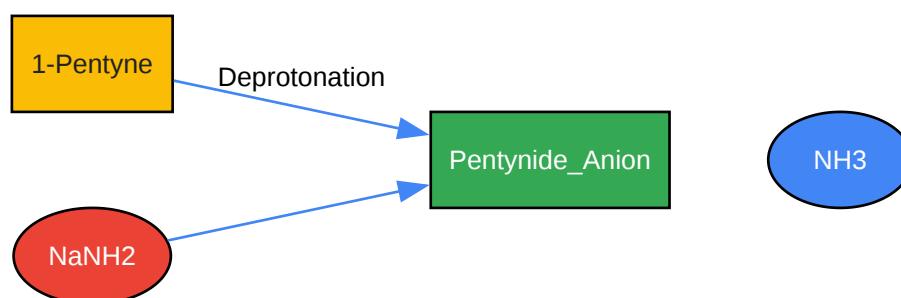 1-Pentyne
Deprotonation
Pentynide_Anion
NH3
NaNH2